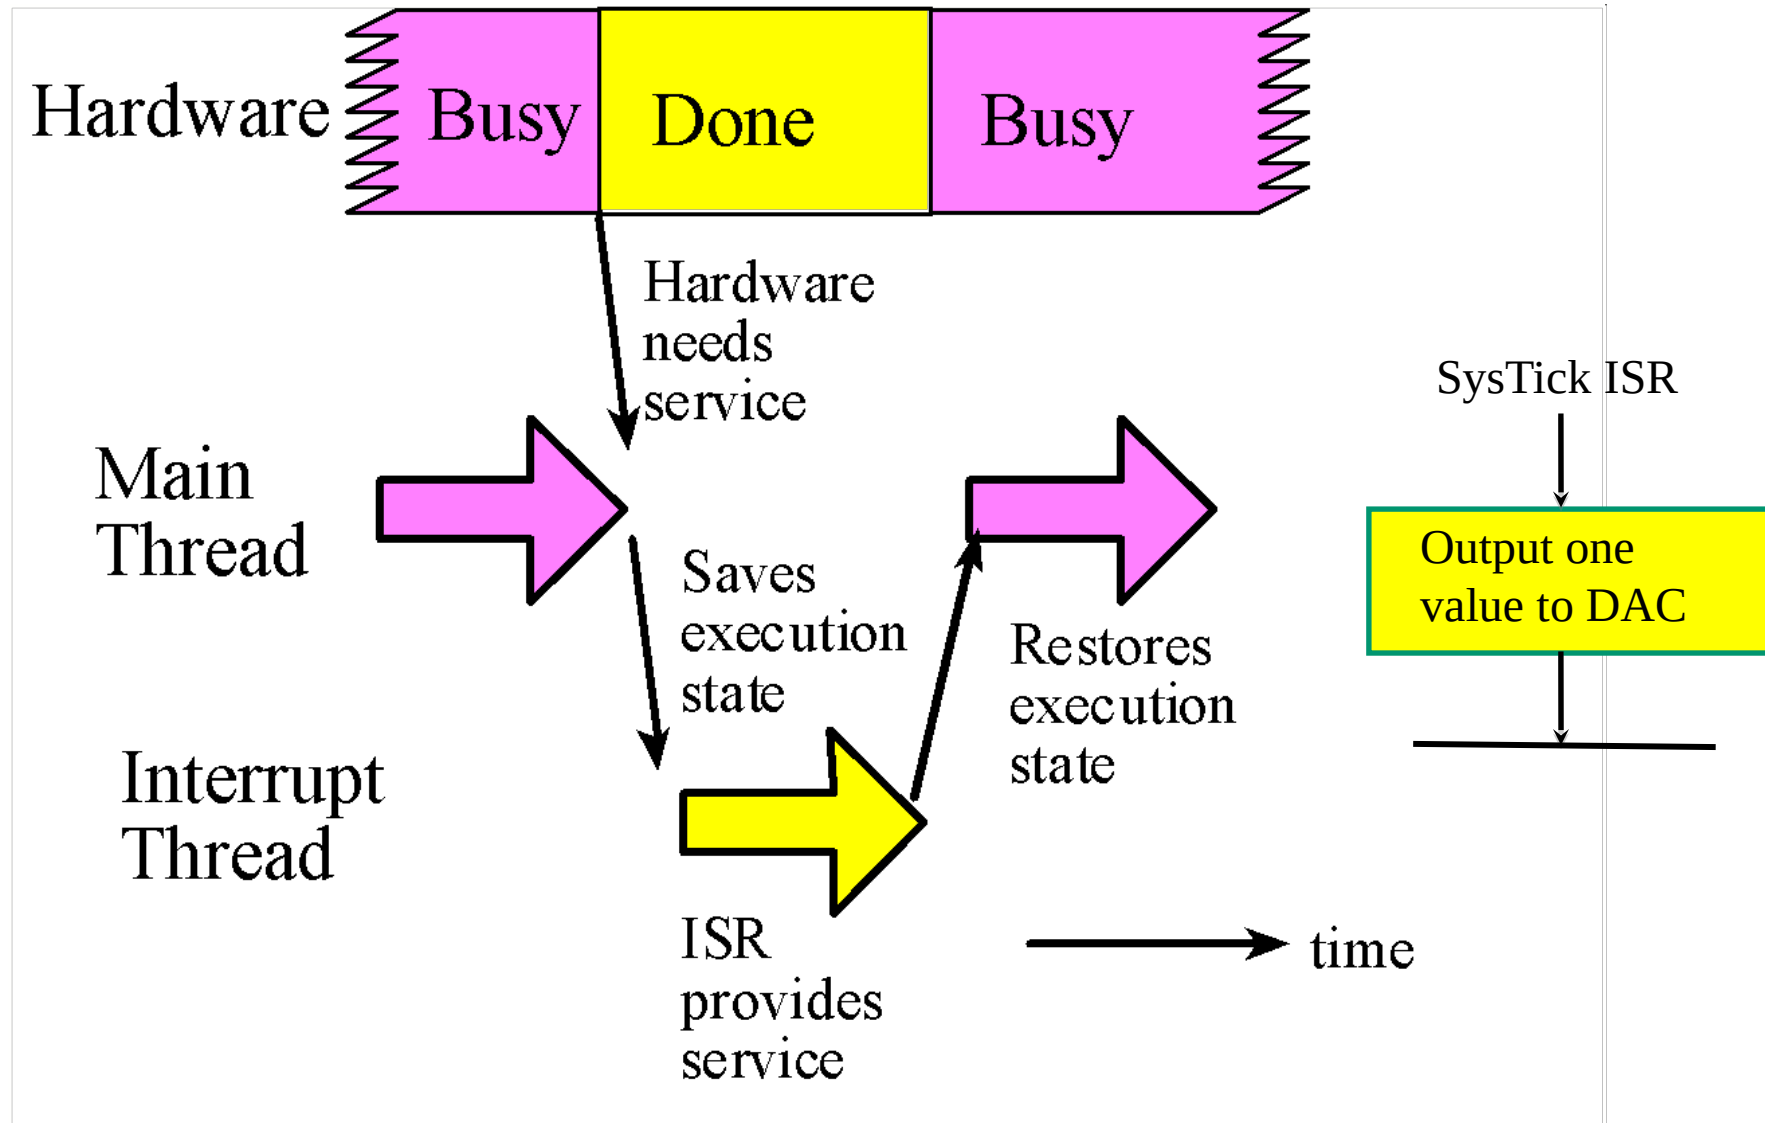 Hardware
Busy
Done
Busy
Hardware
needs
service
SysTick ISR
Main
Thread
Output one
value to DAC
Saves
execution
state
Restores
execution
state
Interrupt
Thread
ISR
provides
service
time